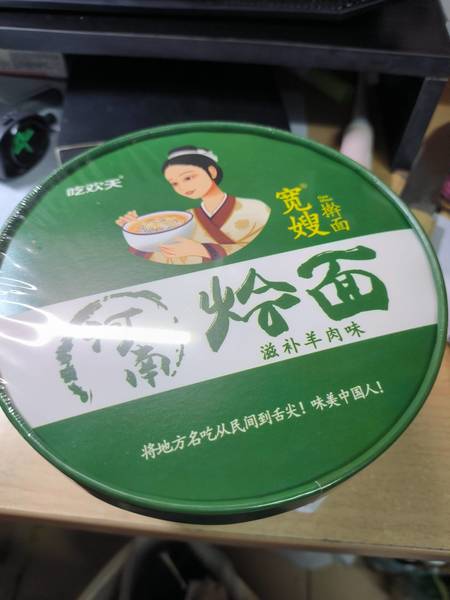 吃欢天
宽嫂
擀面
河南
烩面
滋补羊肉味
将地方名吃从民间到舌尖!味美中国人!